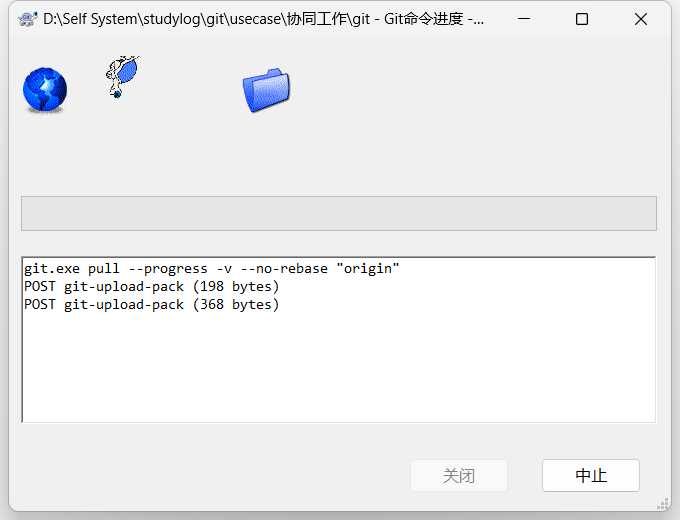 D:\Self System\studylog\git\usecase\协同工作\git - Git命令进度 -...
git.exe pull --progress -v --no-rebase "origin"
POST git-upload-pack (198 bytes)
POST git-upload-pack (368 bytes)
关闭
中止